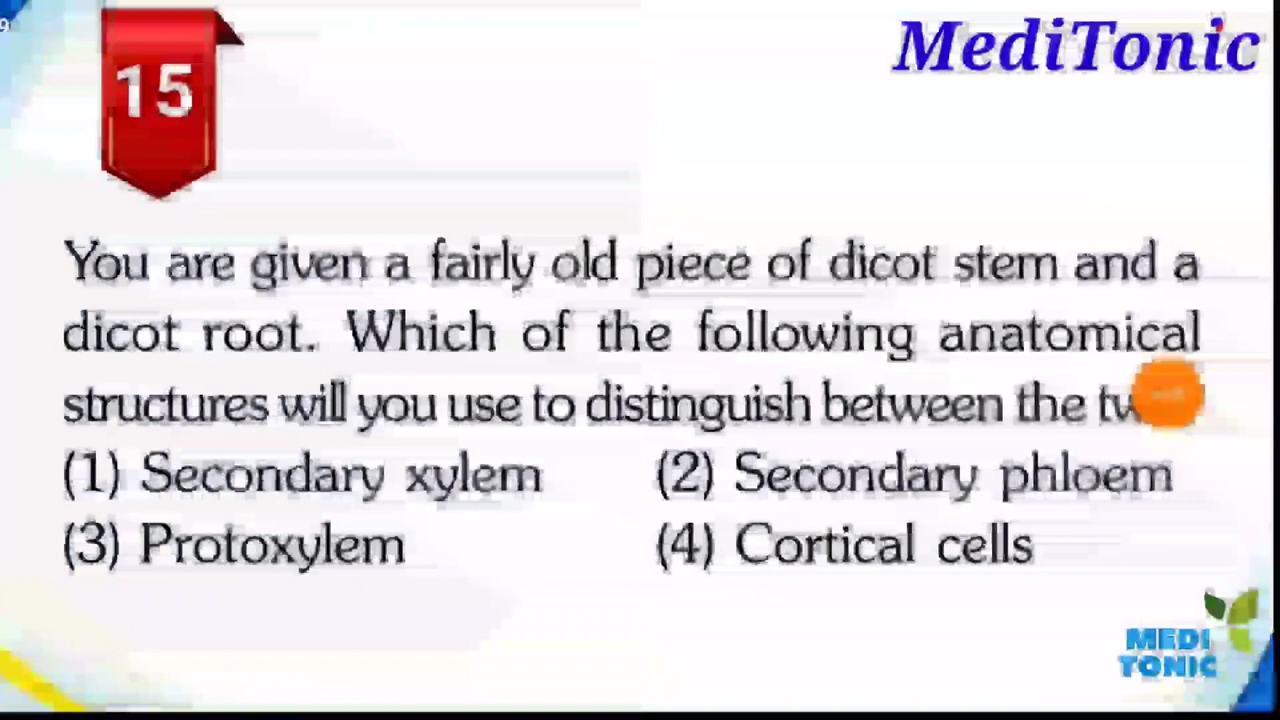 9
MediTonic
15
You are given a fairly old piece of dicot stem and a
dicot root. Which of the following anatomical
structures will you use to distinguish between the
(1) Secondary xylem (2) Secondary phloem
(3) Protoxylem (4) Cortical cells
MEDI
TONIC